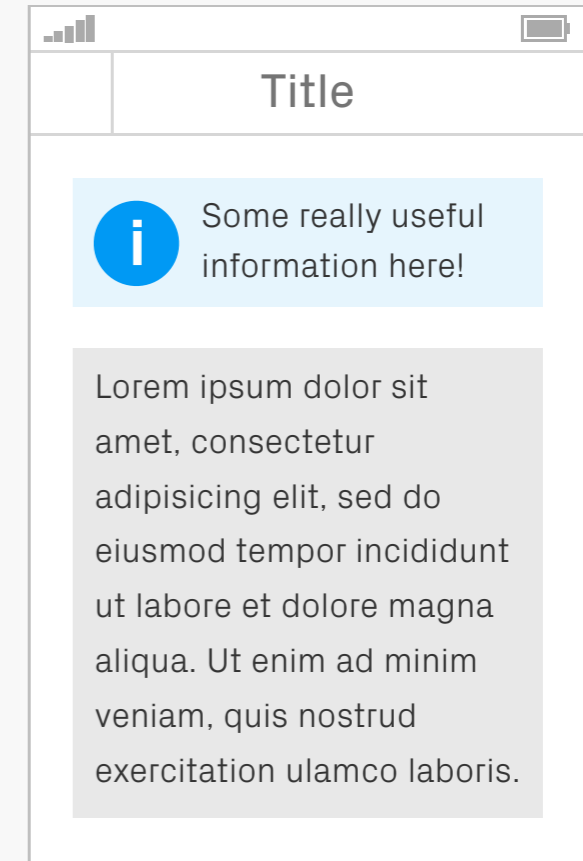 Title
i
Some really useful
information here!
Lorem ipsum dolor sit
amet, consectetur
adipisicing elit, sed do
eiusmod tempor incididunt
ut labore et dolore magna
aliqua. Ut enim ad minim
veniam, quis nostrud
exercitation ulamco laboris.